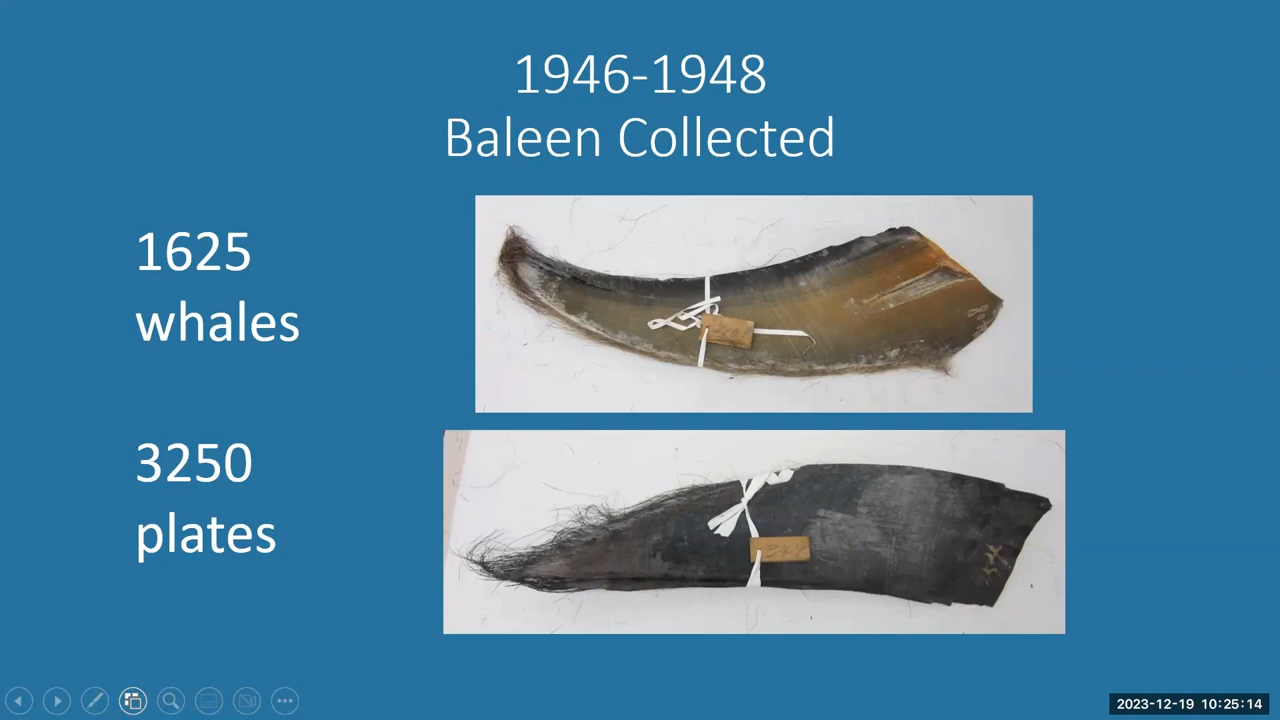 1946-1948
Baleen Collected
1625
whales
3250
plates
2023-12-19 10:25:14